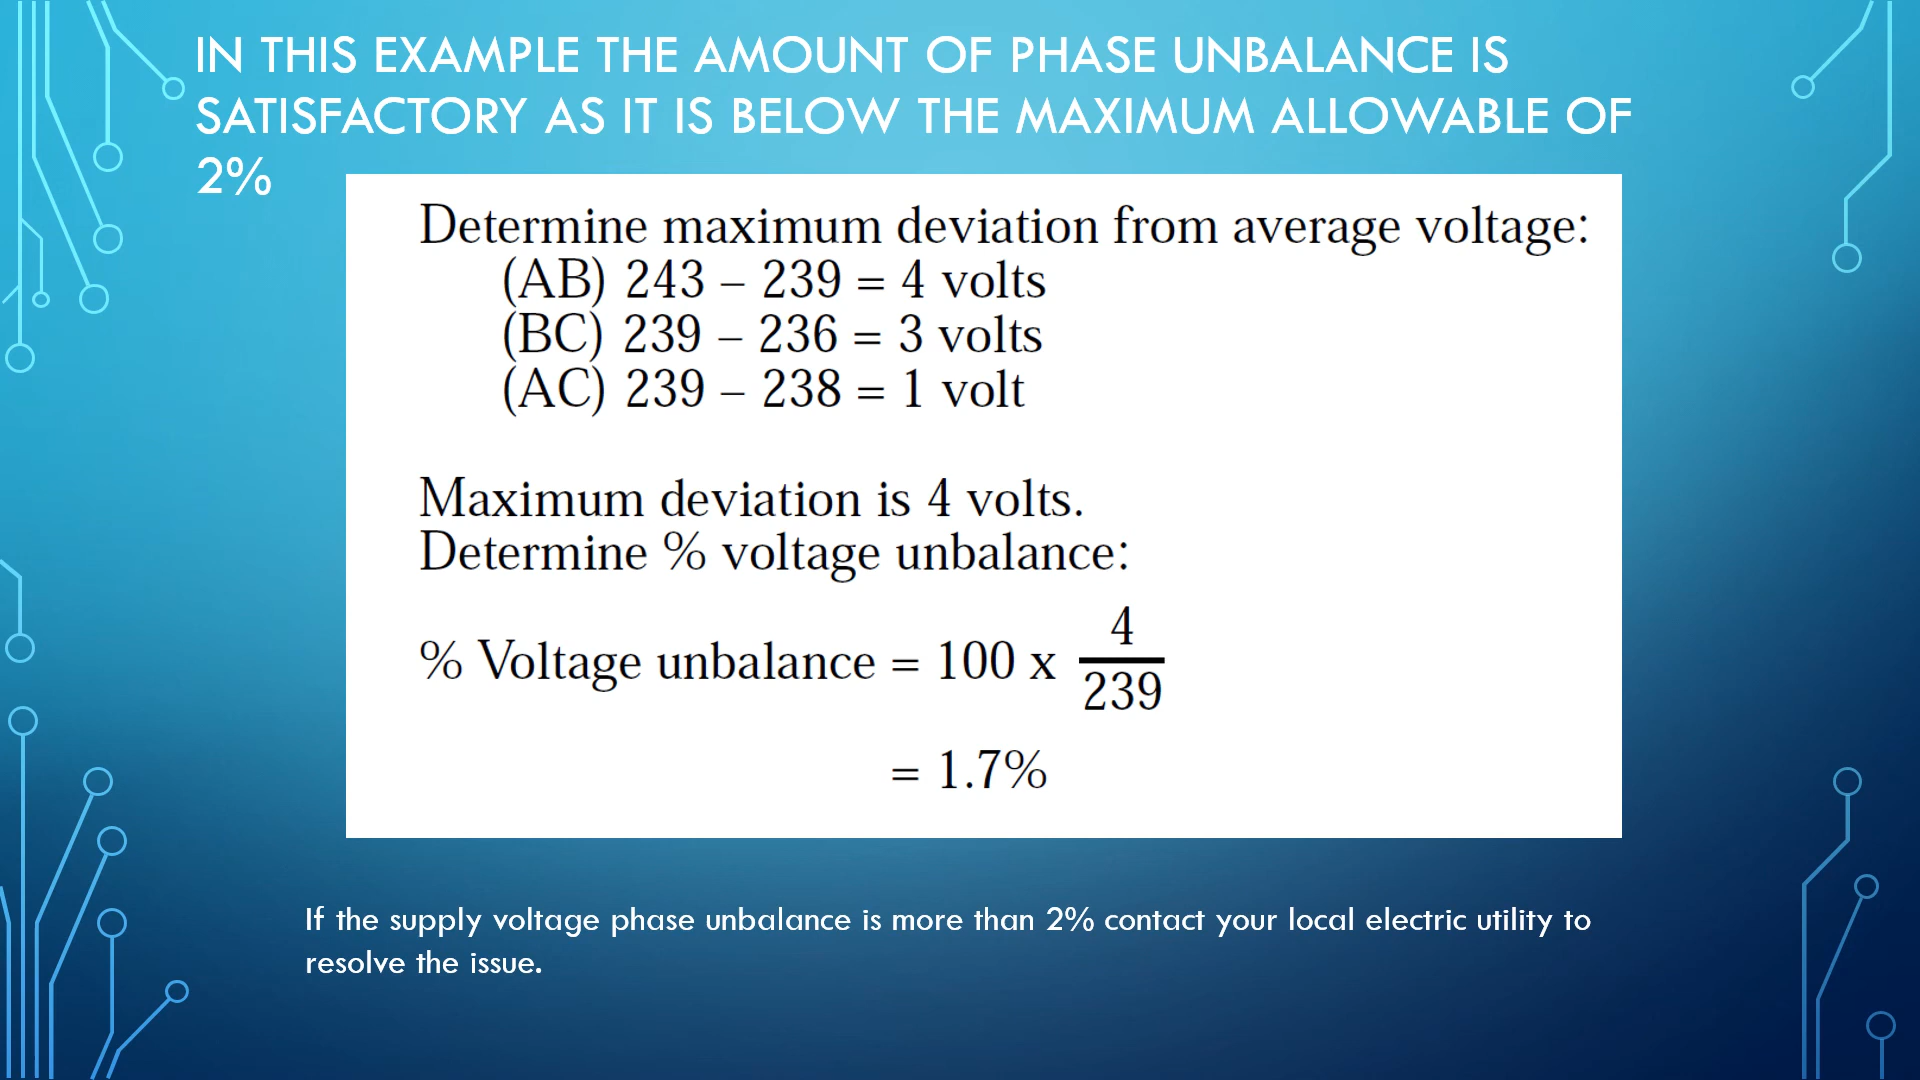 IN THIS EXAMPLE THE AMOUNT OF PHASE UNBALANCE IS
SATISFACTORY AS IT IS BELOW THE MAXIMUM ALLOWABLE OF
2%
Determine maximum deviation from average voltage:
(AB) 243 – 239 = 4 volts
(BC) 239 – 236 = 3 volts
(AC) 239 – 238 = 1 volt
Maximum deviation is 4 volts.
Determine % voltage unbalance:
% Voltage unbalance = 100 x 4/239
= 1.7%
If the supply voltage phase unbalance is more than 2% contact your local electric utility to
resolve the issue.